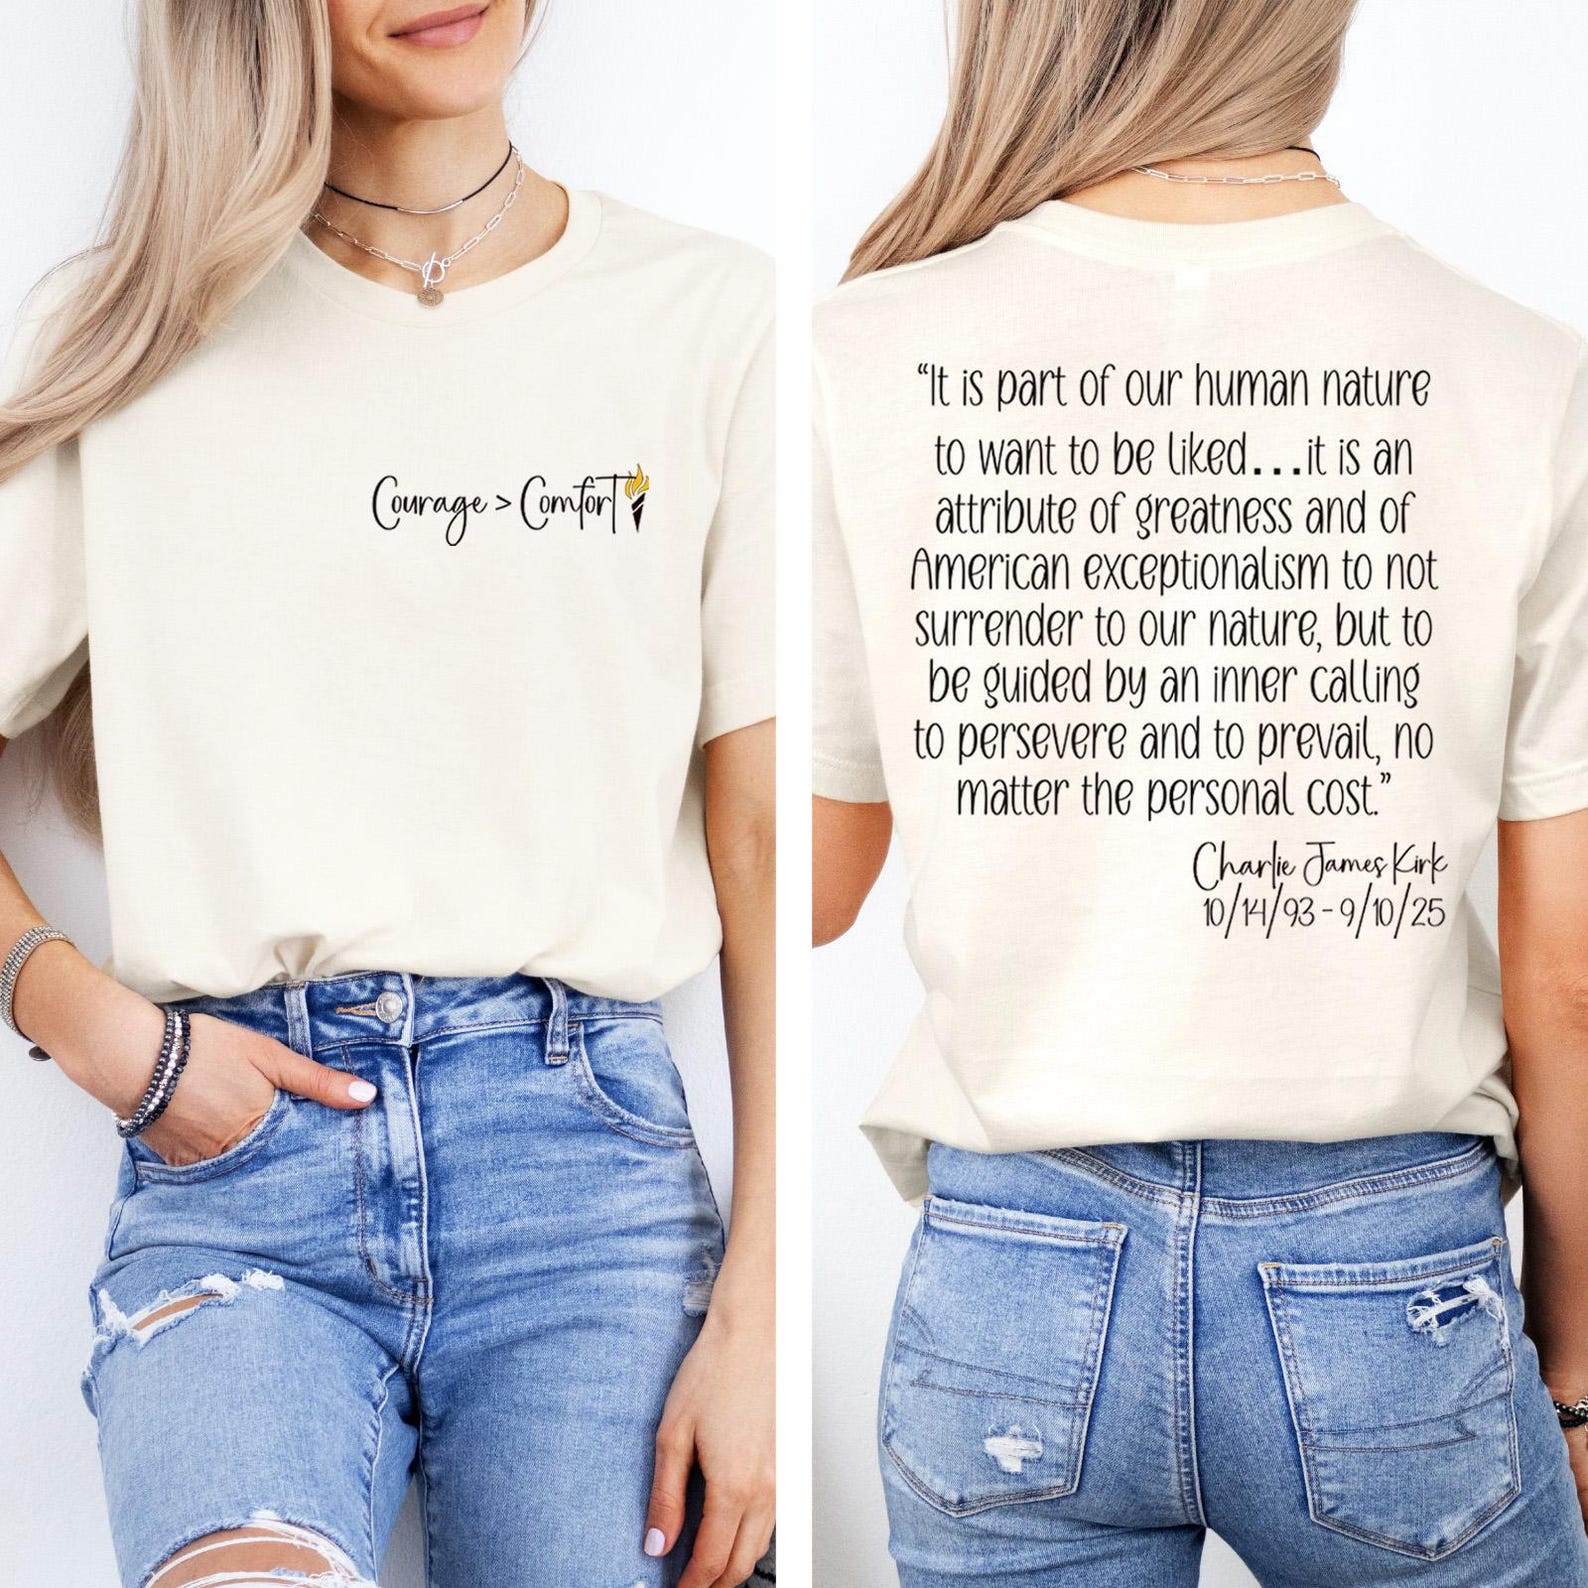 Courage > Comfort
“It is part of our human nature
to want to be liked...it is an
attribute of greatness and of
American exceptionalism to not
surrender to our nature, but to
be guided by an inner calling
to persevere and to prevail, no
matter the personal cost.”
Charlie James Kirk
10/14/93 - 9/10/25